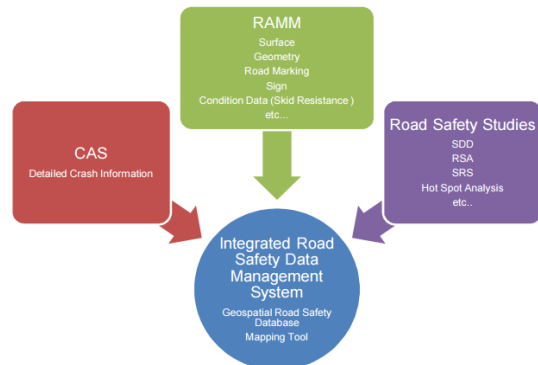 RAMM
Surface
Geometry
Road Marking
Sign
Condition Data (Skid Resistance )
etc...
CAS
Detailed Crash Information
Road Safety Studies
SDD
RSA
SRS
Hot Spot Analysis
etc..
Integrated Road
Safety Data
Management
System
Geospatial Road Safety
Database
Mapping Tool